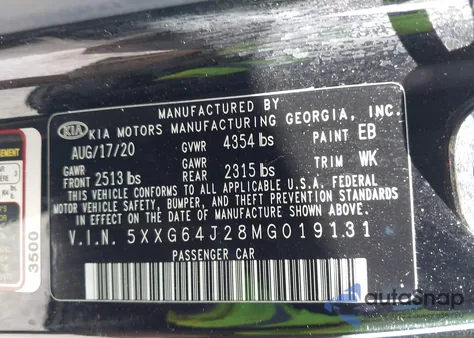 MANUFACTURED BY
KIA KIA MOTORS MANUFACTURING GEORGIA, INC.
AUG/17/20 GVWR 4354 lbs PAINT EB
GAWR FRONT 2513 lbs GAWR REAR 2315 lbs TRIM WK
THIS VEHICLE CONFORMS TO ALL APPLICABLE U.S.A. FEDERAL
MOTOR VEHICLE SAFETY, BUMPER, AND THEFT PREVENTION STANDARDS
IN EFFECT ON THE DATE OF MANUFACTURE SHOWN ABOVE.
V.I.N. 5XXG64J28MG019131
PASSENGER CAR
3500
autoSnap